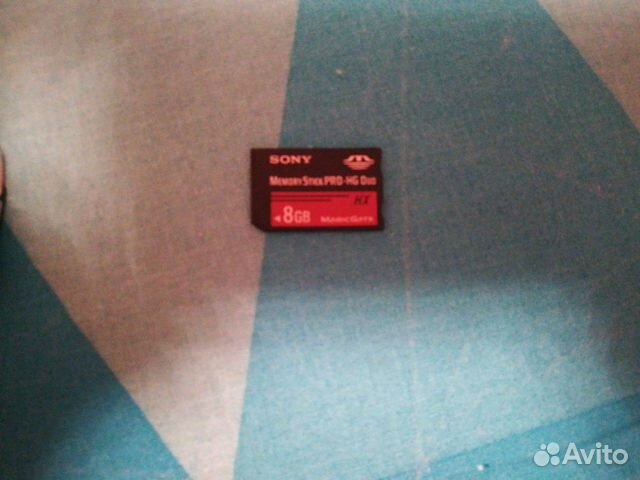 SONY
MEMORY STICK PRO-HG DUO
HX
8GB MAGICGATE
Avito